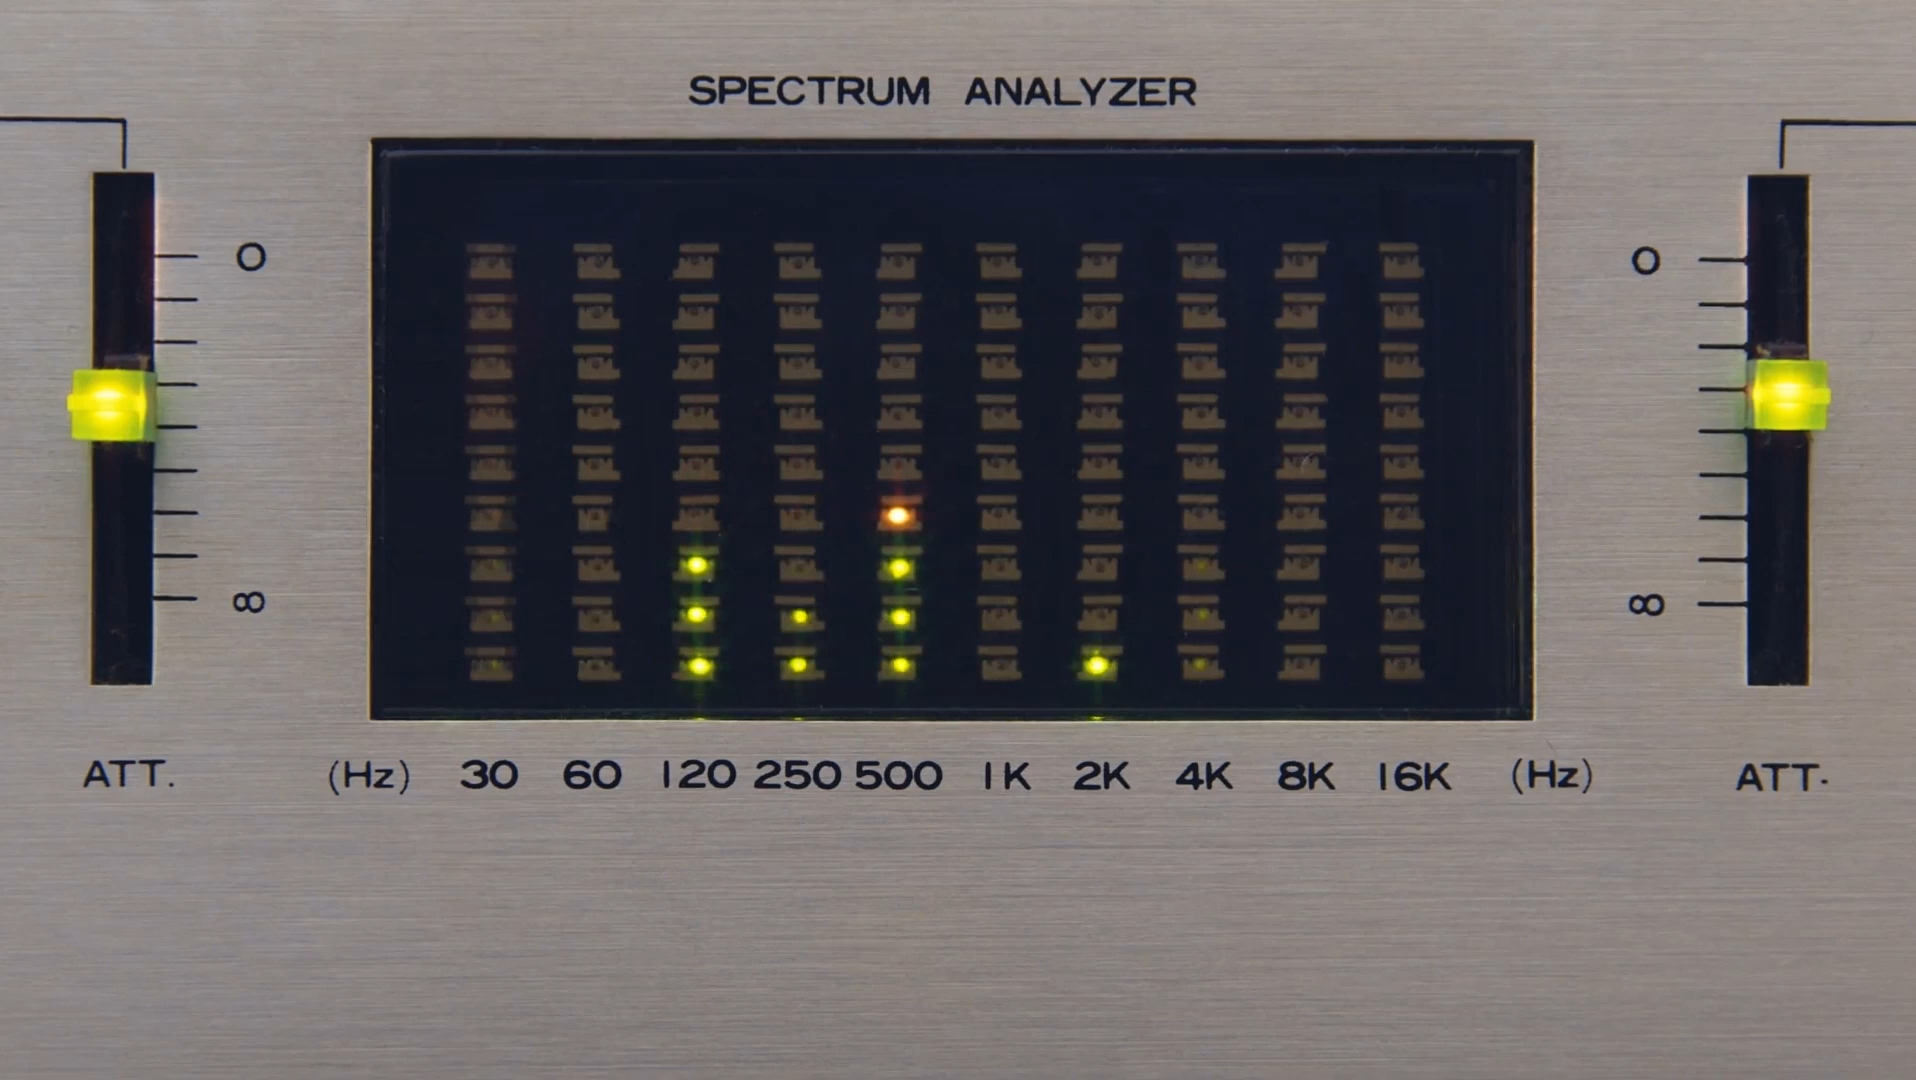 SPECTRUM ANALYZER
0 0
∞ ∞
ATT. (Hz) 30 60 120 250 500 1K 2K 4K 8K 16K (Hz) ATT.